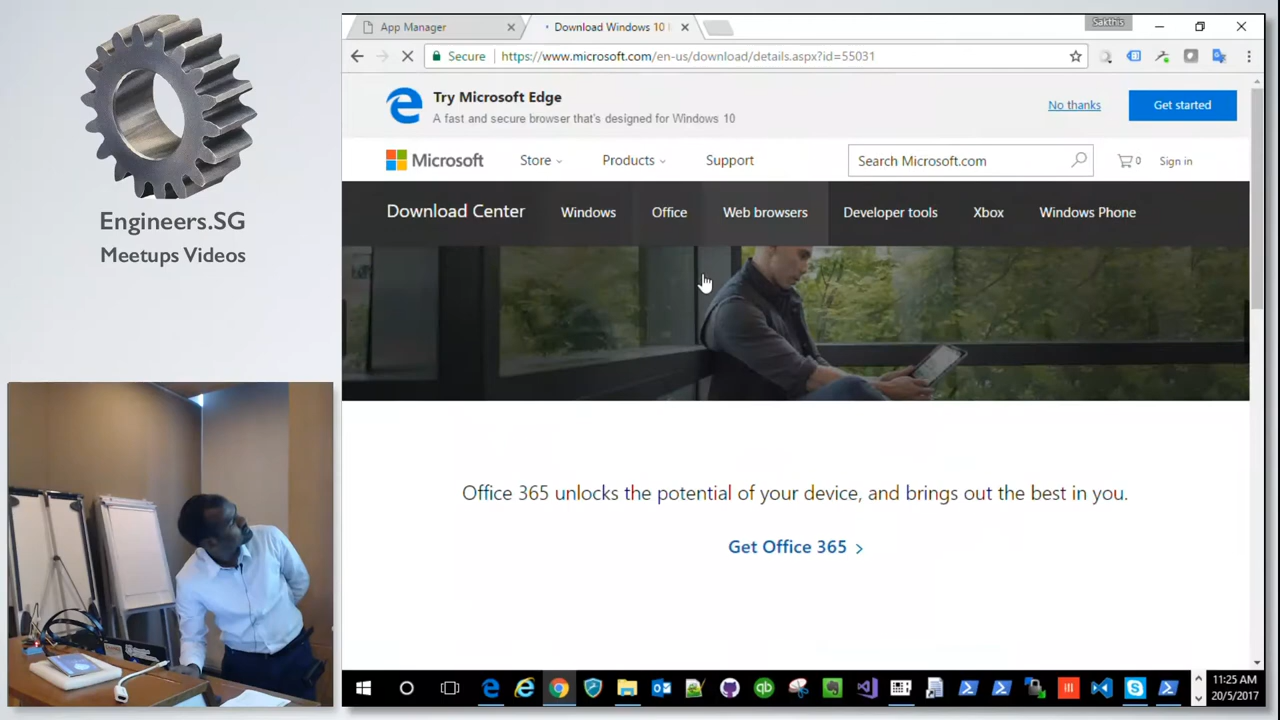 Engineers.SG
Meetups Videos
App Manager
Download Windows 10
Sakthis
Secure
https://www.microsoft.com/en-us/download/details.aspx?id=55031
Try Microsoft Edge
A fast and secure browser that's designed for Windows 10
No thanks
Get started
Microsoft
Store
Products
Support
Search Microsoft.com
0
Sign in
Download Center
Windows
Office
Web browsers
Developer tools
Xbox
Windows Phone
Office 365 unlocks the potential of your device, and brings out the best in you.
Get Office 365
11:25 AM
20/5/2017